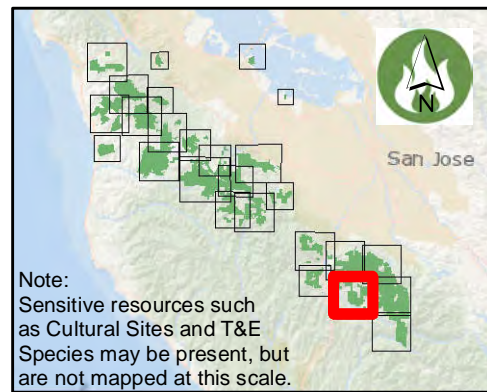 N
San Jose
Note:
Sensitive resources such
as Cultural Sites and T&E
Species may be present, but
are not mapped at this scale.